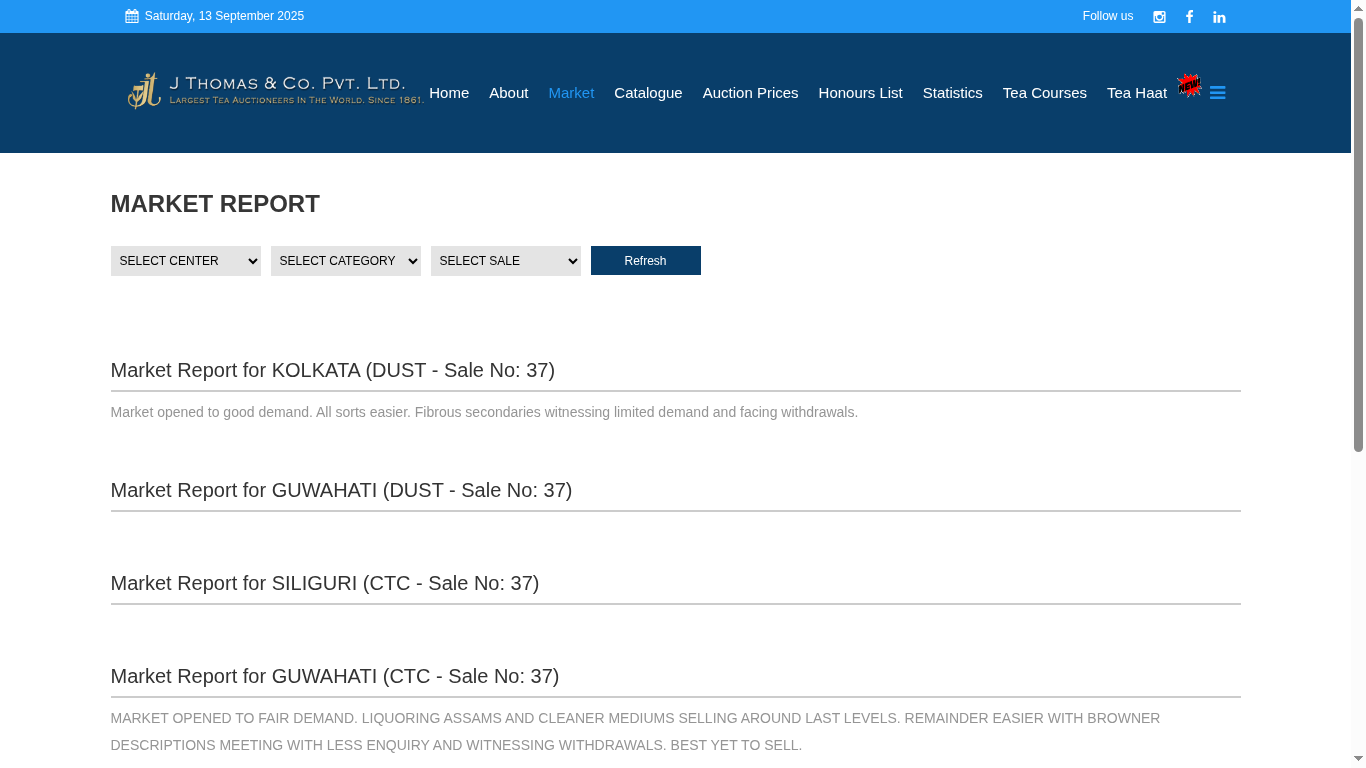 Saturday, 13 September 2025
Follow us
J Thomas & Co. Pvt. Ltd.
Largest Tea Auctioneers In The World. Since 1861.
Home About Market Catalogue Auction Prices Honours List Statistics Tea Courses Tea Haat NEW
MARKET REPORT
SELECT CENTER SELECT CATEGORY SELECT SALE Refresh
Market Report for KOLKATA (DUST - Sale No: 37)
Market opened to good demand. All sorts easier. Fibrous secondaries witnessing limited demand and facing withdrawals.
Market Report for GUWAHATI (DUST - Sale No: 37)
Market Report for SILIGURI (CTC - Sale No: 37)
Market Report for GUWAHATI (CTC - Sale No: 37)
MARKET OPENED TO FAIR DEMAND. LIQUORING ASSAMS AND CLEANER MEDIUMS SELLING AROUND LAST LEVELS. REMAINDER EASIER WITH BROWNER
DESCRIPTIONS MEETING WITH LESS ENQUIRY AND WITNESSING WITHDRAWALS. BEST YET TO SELL.